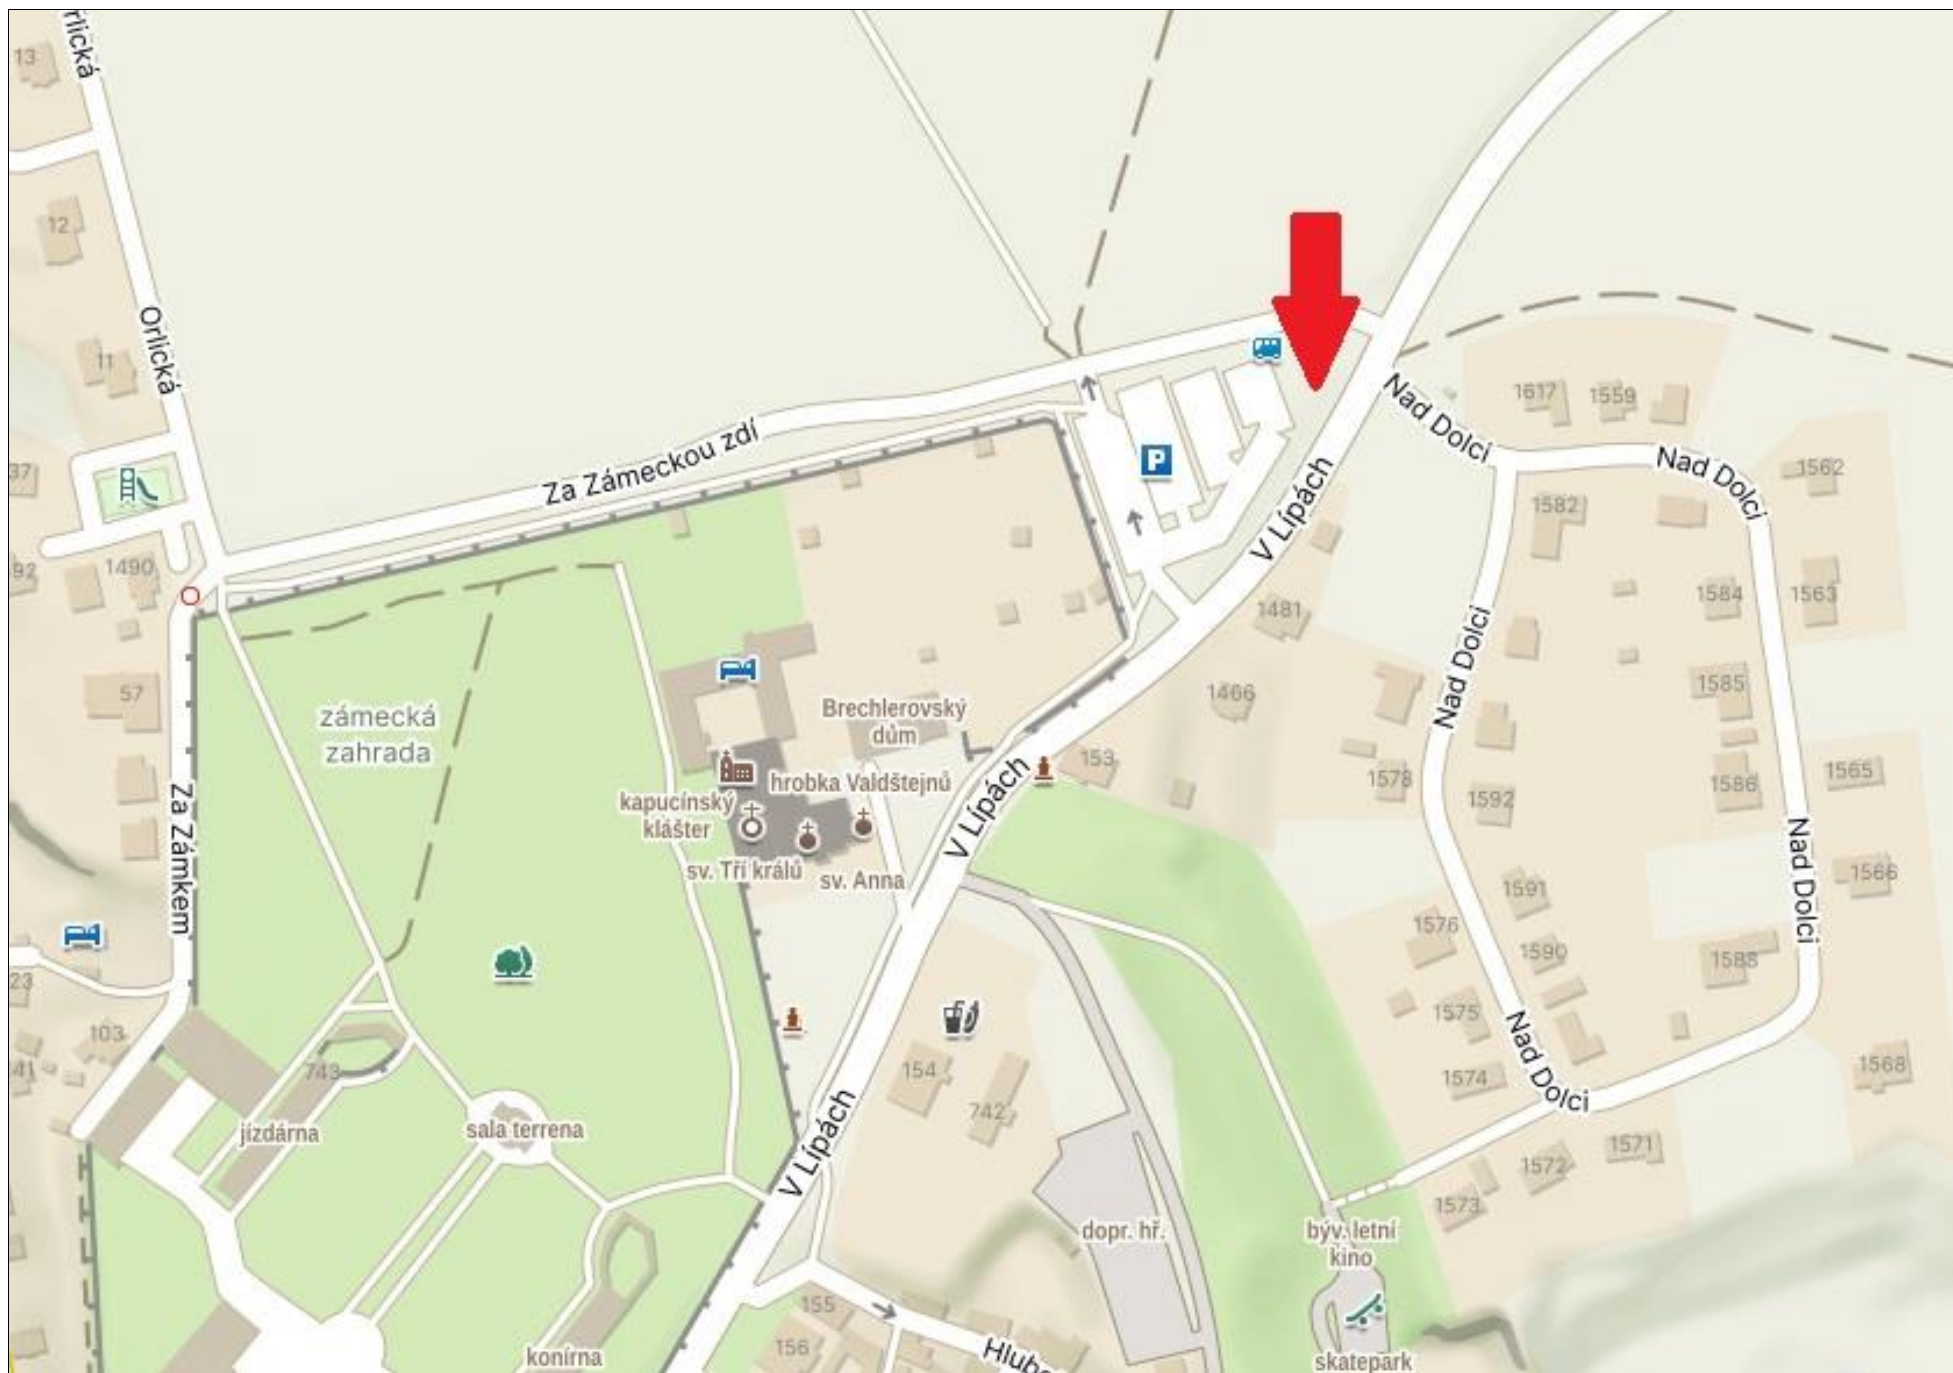 rlická
13
12
Orlická
11
Za Zámeckou zdí
P
V Lípách
Nad Dolci
1617
1559
Nad Dolci
1562
1582
37
92
1490
1481
1584
1563
Nad Dolci
57
zámecká
zahrada
Brechlerovský
dům
1466
1585
153
1578
1592
1586
1565
hrobka Valdštejnů
kapucínský
klášter
sv. Tří králů
sv. Anna
V Lípách
Za Zámkem
Nad Dolci
1591
1566
1576
1590
1588
23
103
41
743
154
742
1575
1574
Nad Dolci
1568
jízdárna
sala terrena
V Lípách
1572
1571
1573
dopr. hř.
býv. letní
kino
155
156
Hlubo
konírna
skatepark